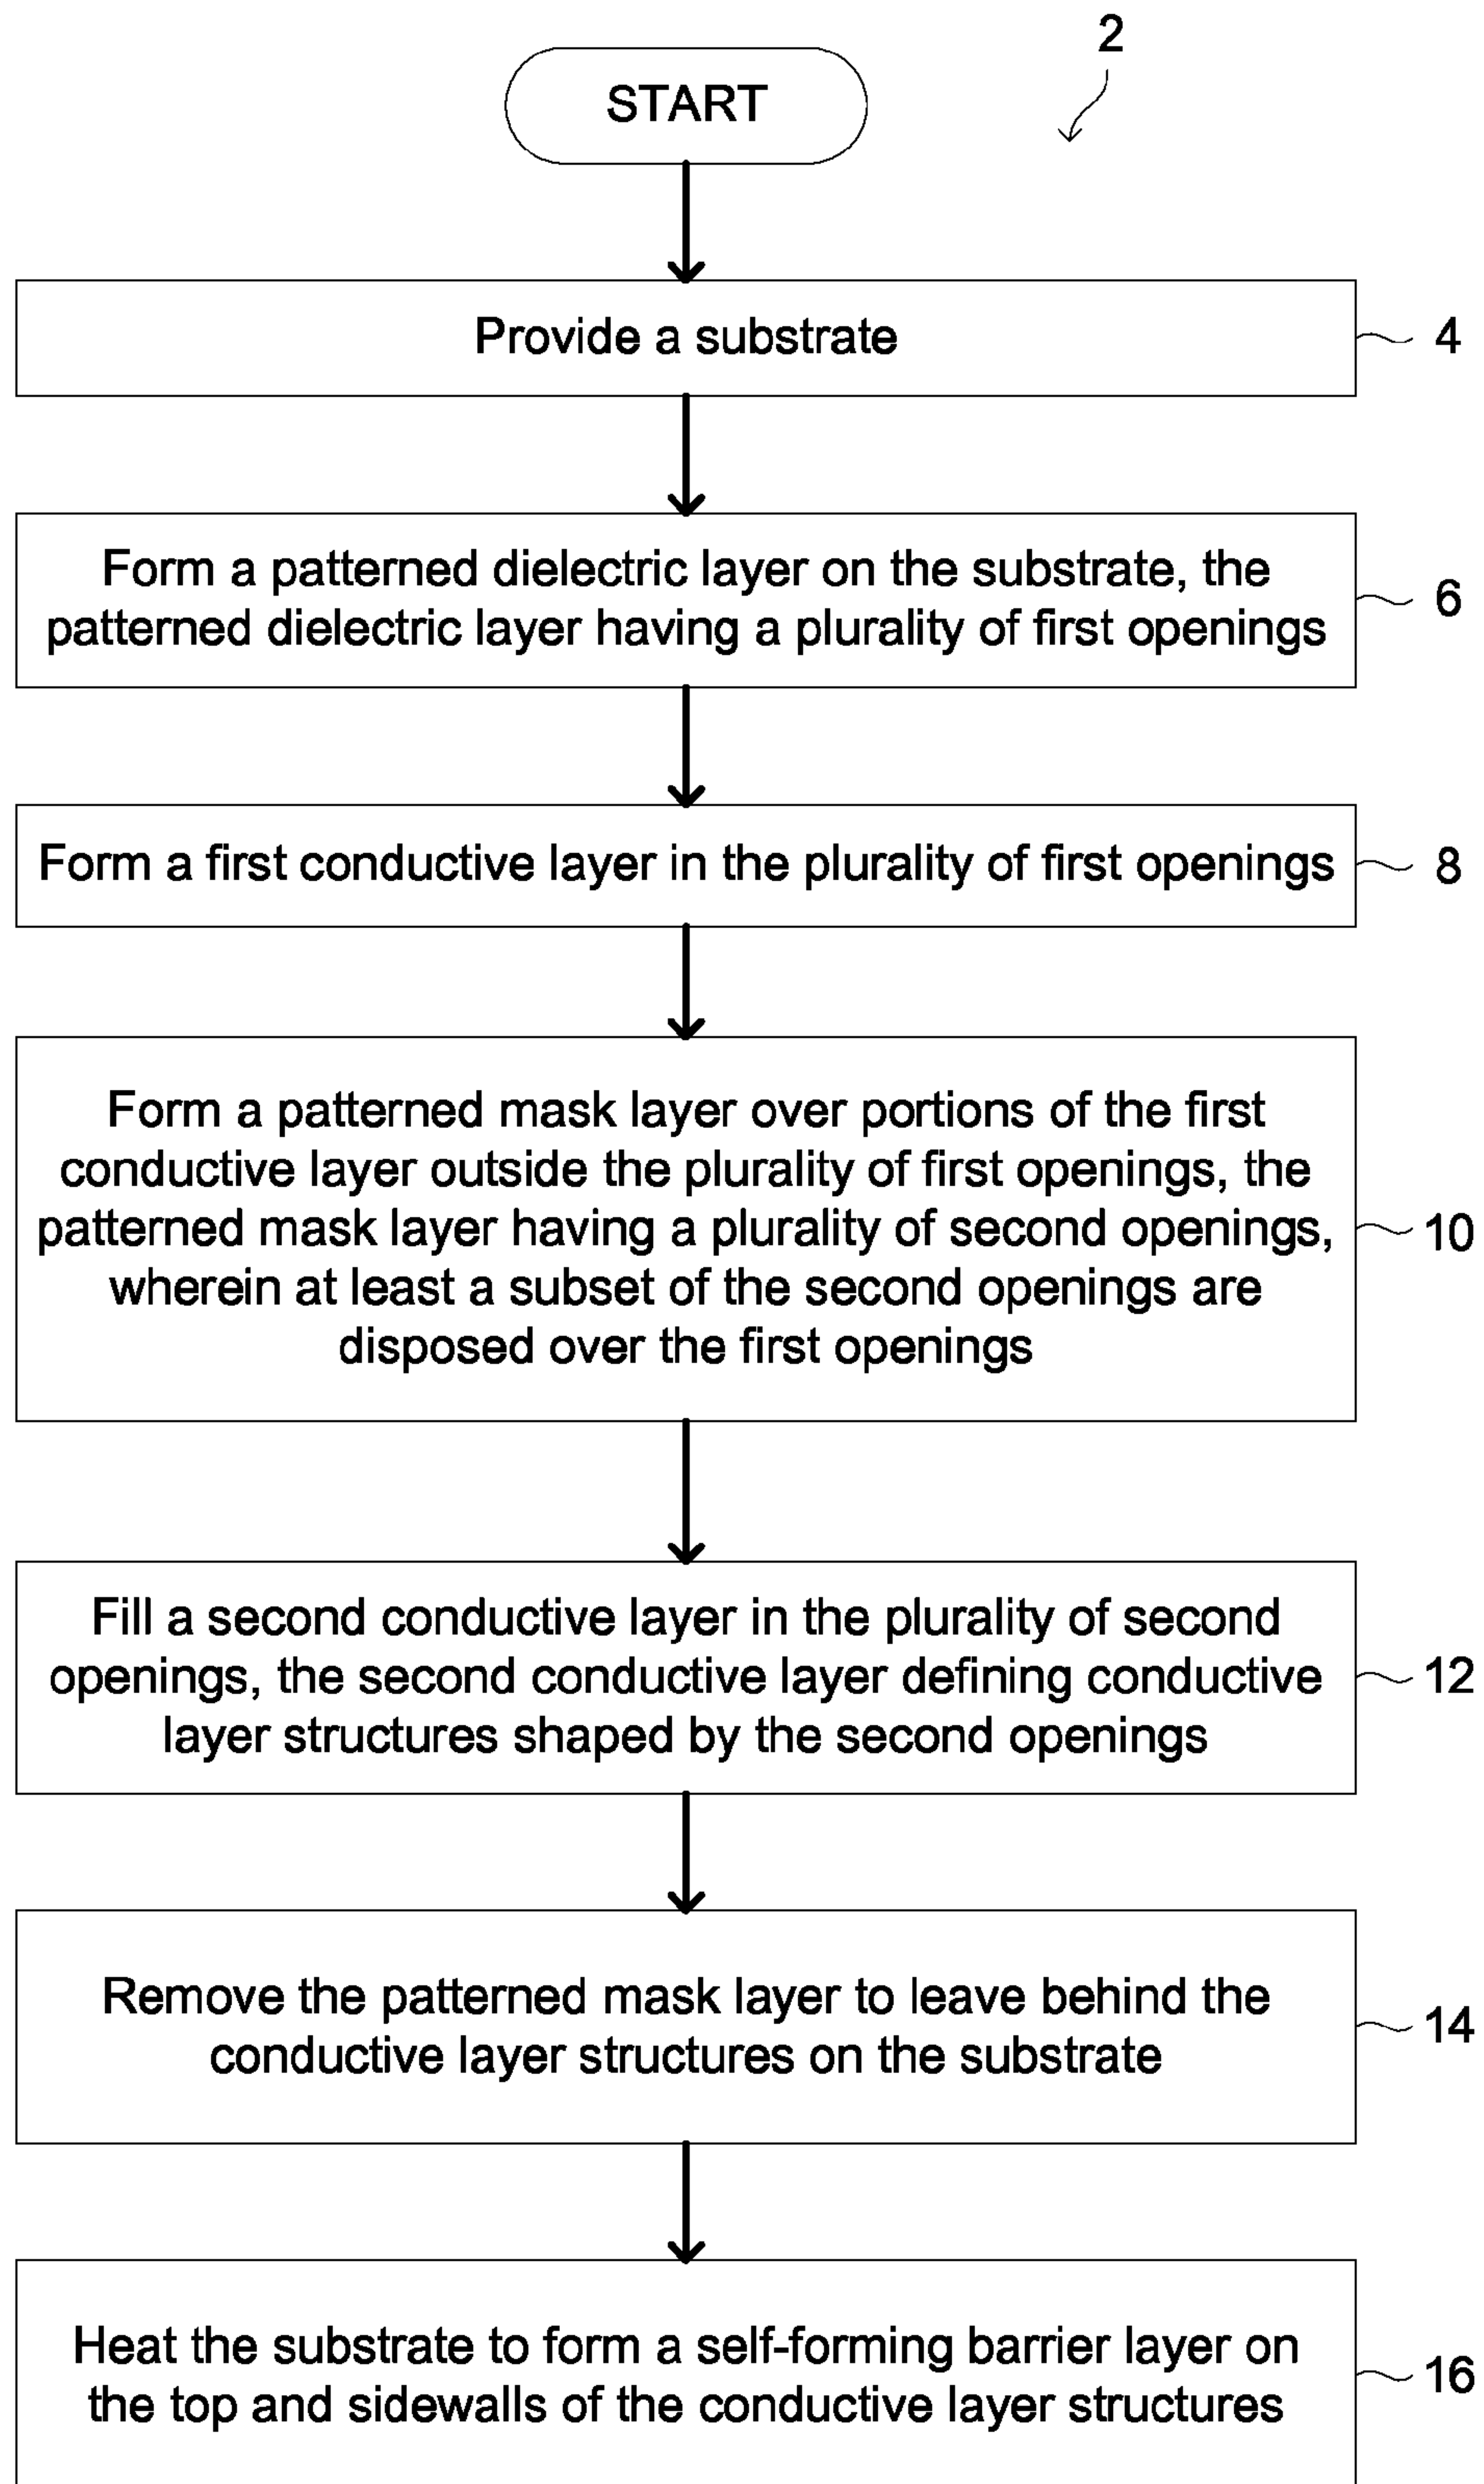 2
START
Provide a substrate
4
Form a patterned dielectric layer on the substrate, the
patterned dielectric layer having a plurality of first openings
6
Form a first conductive layer in the plurality of first openings
8
Form a patterned mask layer over portions of the first
conductive layer outside the plurality of first openings, the
patterned mask layer having a plurality of second openings,
wherein at least a subset of the second openings are
disposed over the first openings
10
Fill a second conductive layer in the plurality of second
openings, the second conductive layer defining conductive
layer structures shaped by the second openings
12
Remove the patterned mask layer to leave behind the
conductive layer structures on the substrate
14
Heat the substrate to form a self-forming barrier layer on
the top and sidewalls of the conductive layer structures
16